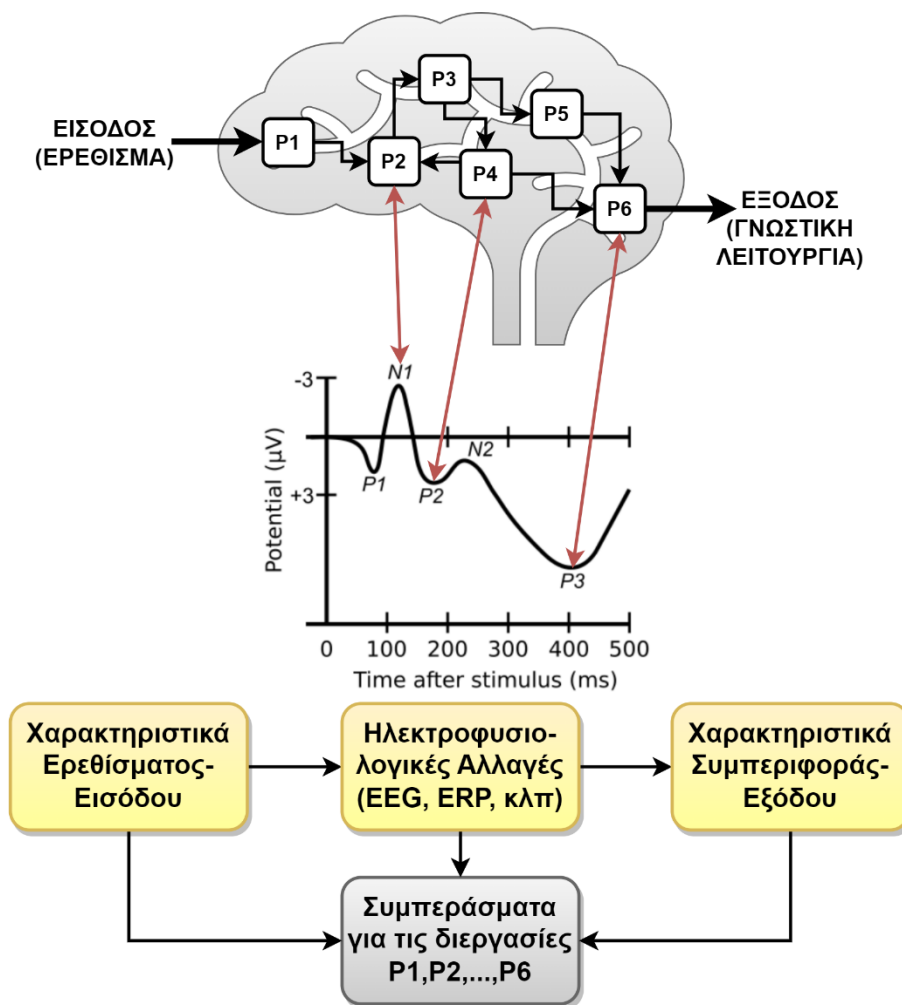 P3
P5
ΕΙΣΟΔΟΣ
(ΕΡΕΘΙΣΜΑ)
P1
P2
P4
P6
ΕΞΟΔΟΣ
(ΓΝΩΣΤΙΚΗ
ΛΕΙΤΟΥΡΓΙΑ)
-3
N1
Potential (µV)
N2
P1
P2
+3
P3
0 100 200 300 400 500
Time after stimulus (ms)
Χαρακτηριστικά
Ερεθίσματος-
Εισόδου
Ηλεκτροφυσιο-
λογικές Αλλαγές
(EEG, ERP, κλπ)
Χαρακτηριστικά
Συμπεριφοράς-
Εξόδου
Συμπεράσματα
για τις διεργασίες
P1,P2,...,P6